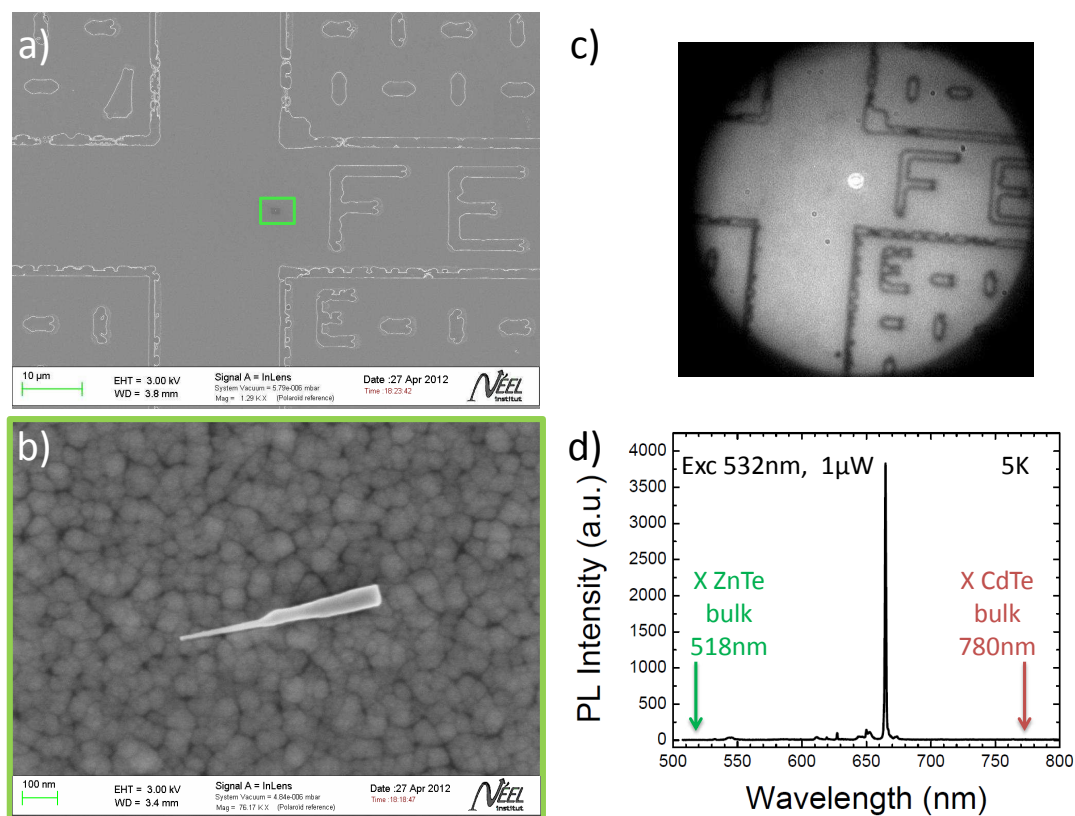 a)
F E
E
10 µm
EHT = 3.00 kV
WD = 3.8 mm
Signal A = InLens
System Vacuum = 5.79e-006 mbar
Mag = 1.29 K X (Polaroid reference)
Date :27 Apr 2012
Time :18:23:42
NÉEL
institut
b)
100 nm
EHT = 3.00 kV
WD = 3.4 mm
Signal A = InLens
System Vacuum = 4.84e-006 mbar
Mag = 76.17 K X (Polaroid reference)
Date :27 Apr 2012
Time :18:18:47
NÉEL
institut
c)
F E
E
d)
Exc 532nm, 1µW 5K
PL Intensity (a.u.)
4000
3500
3000
2500
2000
1500
1000
500
0
X ZnTe
bulk
518nm
X CdTe
bulk
780nm
500 550 600 650 700 750 800
Wavelength (nm)